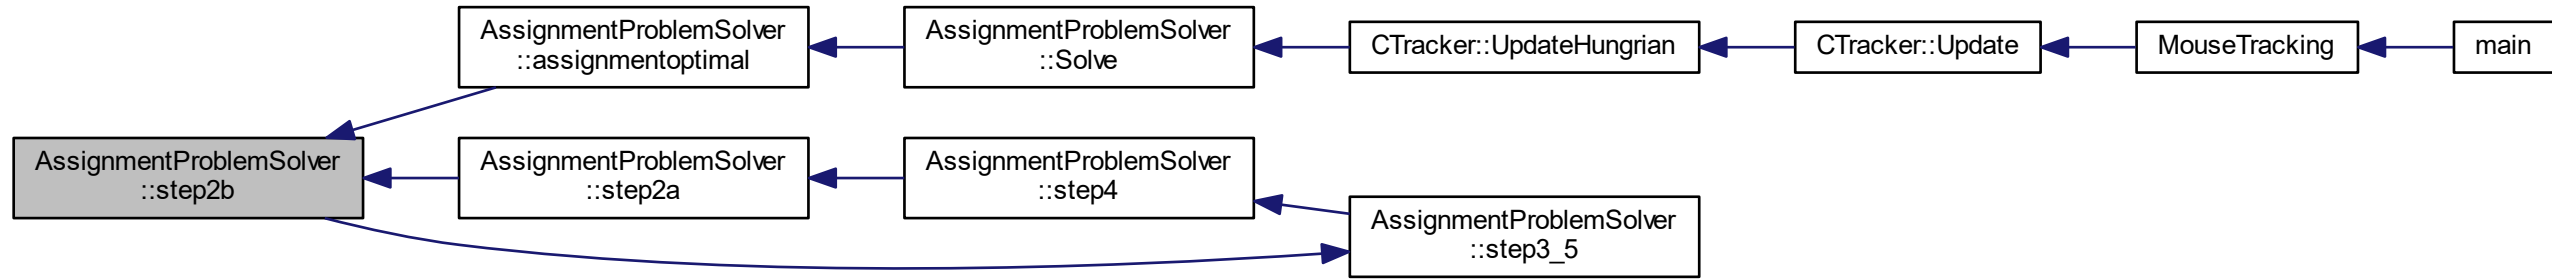 AssignmentProblemSolver
::assignmentoptimal
AssignmentProblemSolver
::Solve
CTracker::UpdateHungrian
CTracker::Update
MouseTracking
main
AssignmentProblemSolver
::step2b
AssignmentProblemSolver
::step2a
AssignmentProblemSolver
::step4
AssignmentProblemSolver
::step3_5